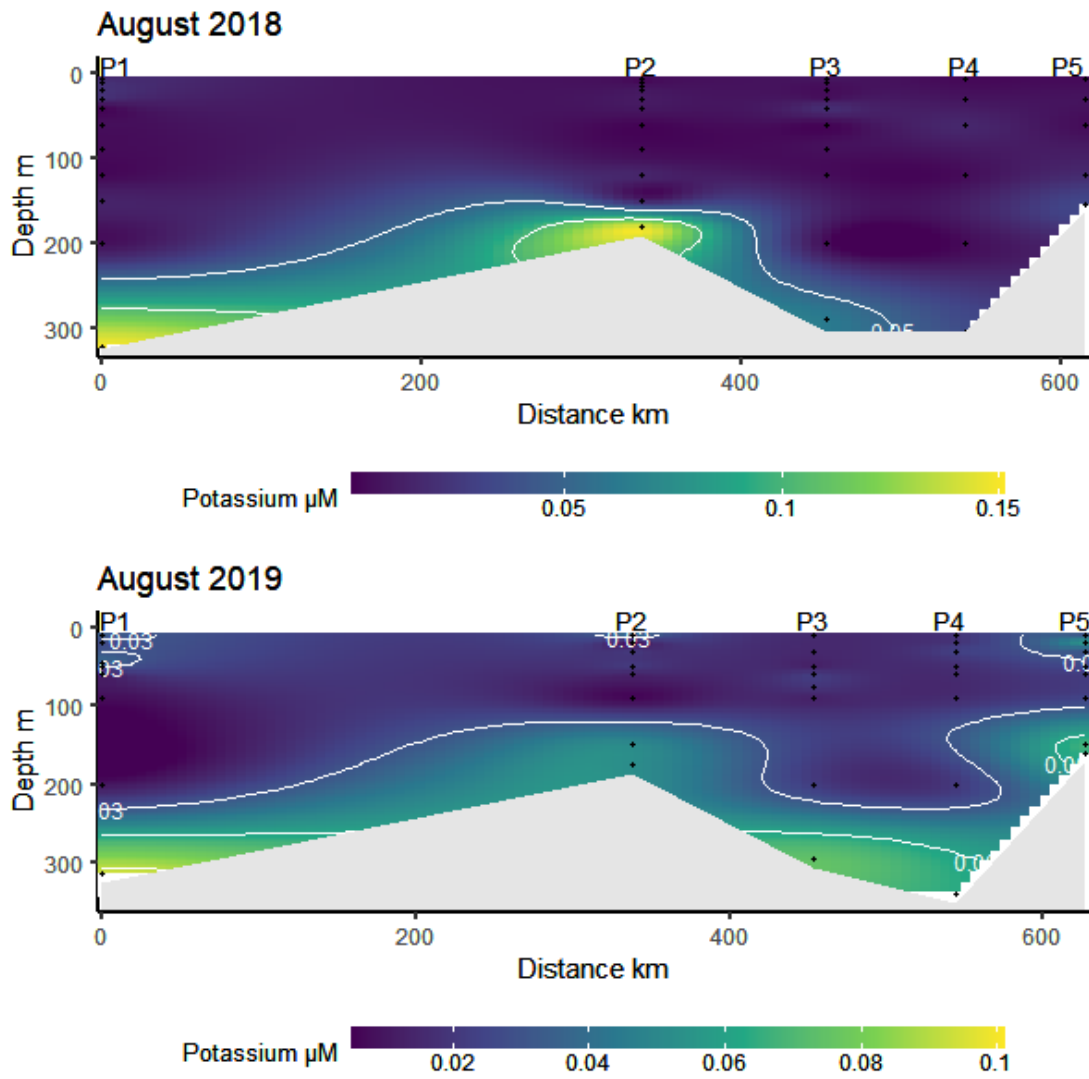 August 2018
P1 P2 P3 P4 P5
0
100
200
300
Depth m
0.05
0 200 400 600
Distance km
Potassium µM
0.05 0.1 0.15
August 2019
P1 P2 P3 P4 P5
0.03 0.03
0
100
200
300
Depth m
0 200 400 600
Distance km
Potassium µM
0.02 0.04 0.06 0.08 0.1